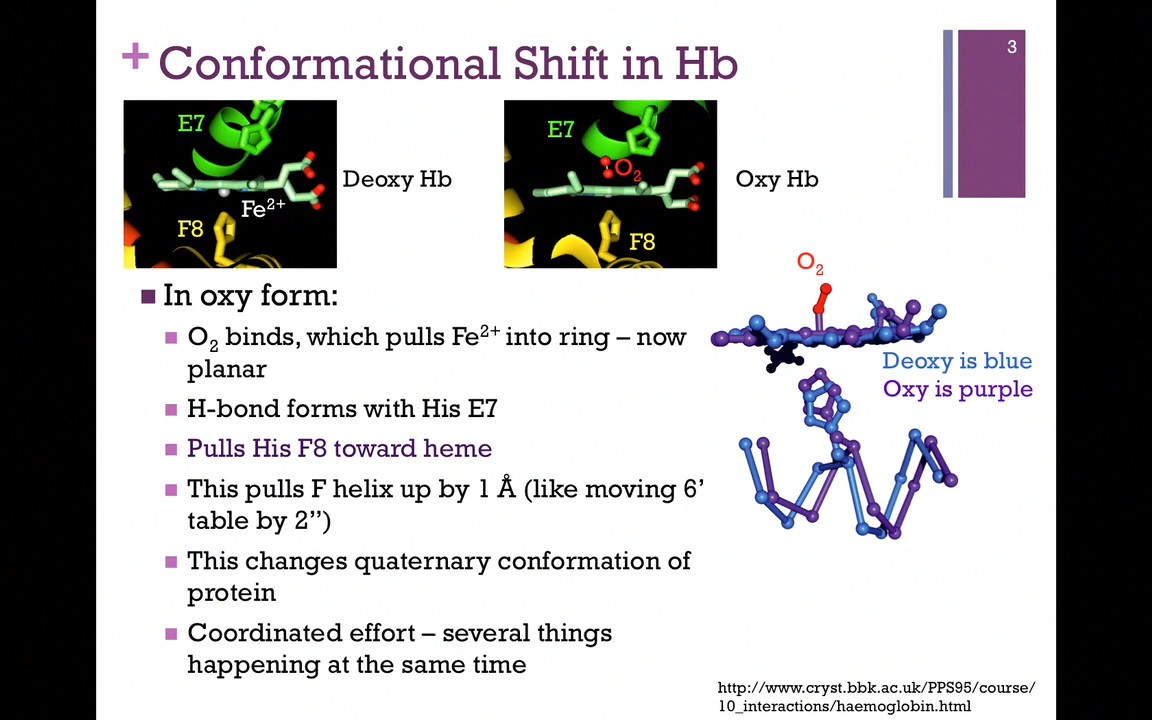 + Conformational Shift in Hb
3
E7
Fe²⁺
F8
Deoxy Hb
E7
O₂
F8
Oxy Hb
■ In oxy form:
■ O₂ binds, which pulls Fe²⁺ into ring – now
planar
■ H-bond forms with His E7
■ Pulls His F8 toward heme
■ This pulls F helix up by 1 Å (like moving 6’
table by 2”)
■ This changes quaternary conformation of
protein
■ Coordinated effort – several things
happening at the same time
O₂
Deoxy is blue
Oxy is purple
http://www.cryst.bbk.ac.uk/PPS95/course/
10_interactions/haemoglobin.html